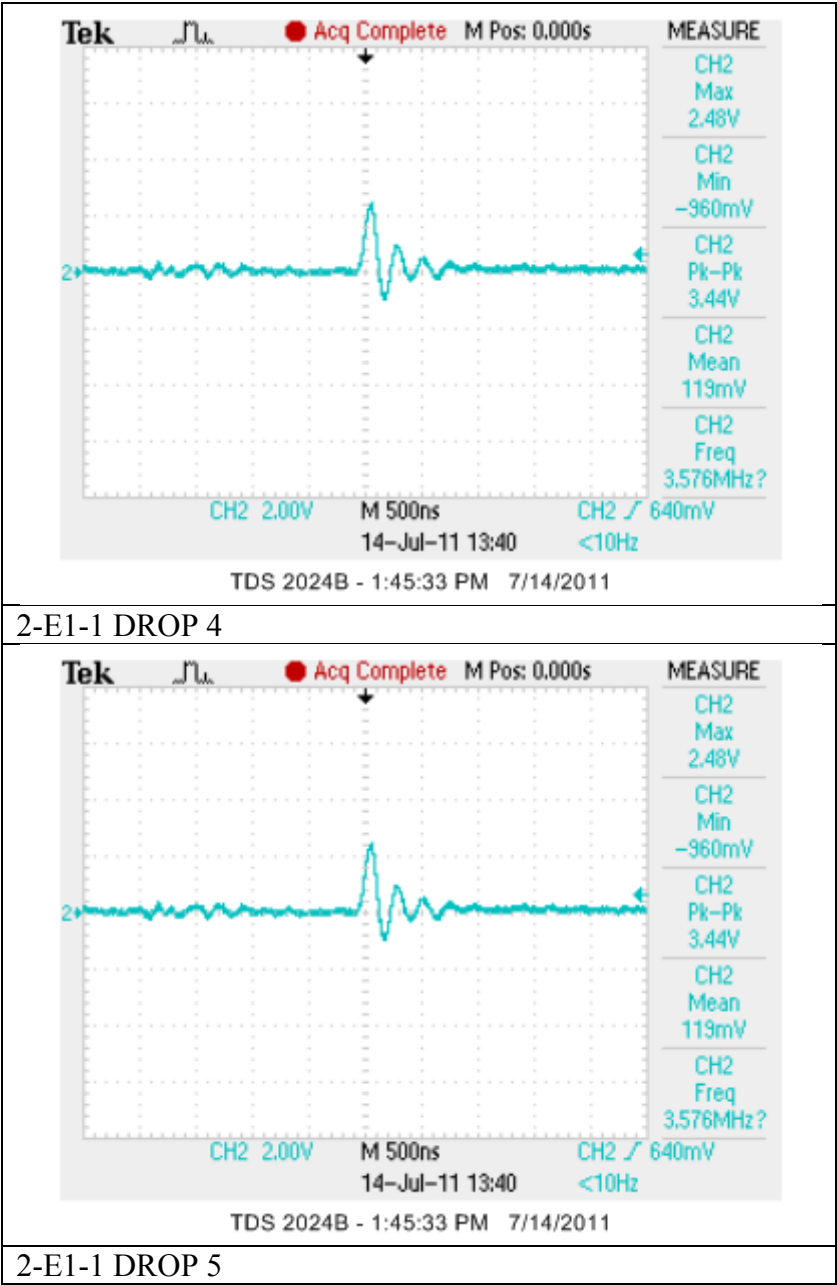 Tek Acq Complete M Pos: 0.000s MEASURE
CH2
Max
2.48V
CH2
Min
-960mV
CH2
Pk-Pk
3.44V
CH2
Mean
119mV
CH2
Freq
3.576MHz?
2
CH2 2.00V M 500ns CH2 640mV
14-Jul-11 13:40 <10Hz
TDS 2024B - 1:45:33 PM 7/14/2011
2-E1-1 DROP 4
Tek Acq Complete M Pos: 0.000s MEASURE
CH2
Max
2.48V
CH2
Min
-960mV
CH2
Pk-Pk
3.44V
CH2
Mean
119mV
CH2
Freq
3.576MHz?
2
CH2 2.00V M 500ns CH2 640mV
14-Jul-11 13:40 <10Hz
TDS 2024B - 1:45:33 PM 7/14/2011
2-E1-1 DROP 5